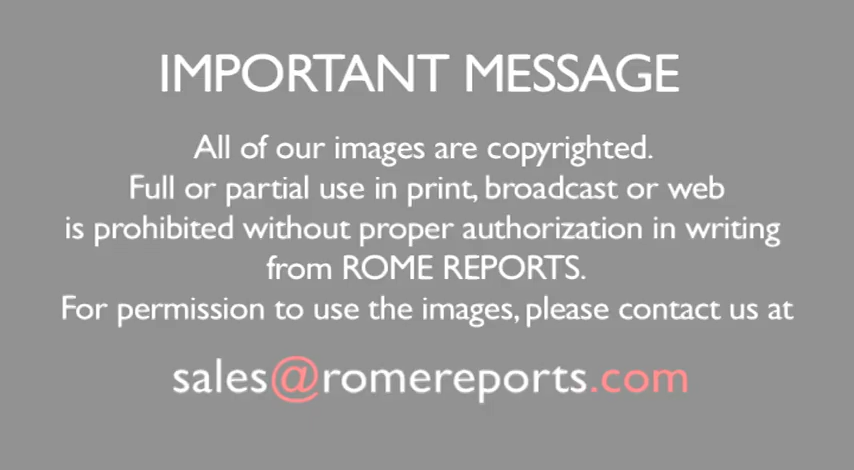 IMPORTANT MESSAGE
All of our images are copyrighted.
Full or partial use in print, broadcast or web
is prohibited without proper authorization in writing
from ROME REPORTS.
For permission to use the images, please contact us at
sales@romereports.com